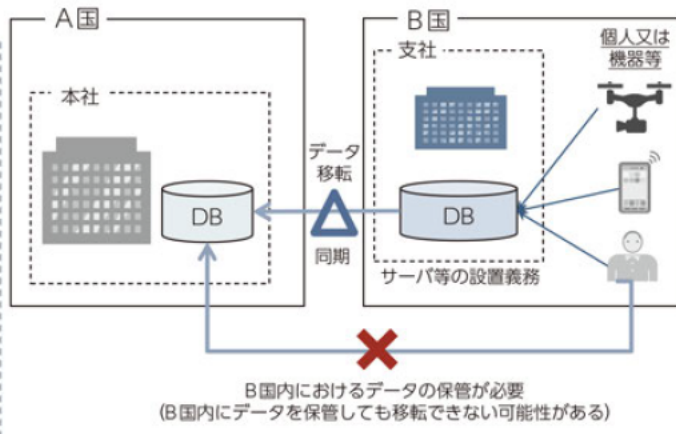 A国
B国
本社
支社
個人又は
機器等
データ
移転
DB
DB
同期
サーバ等の設置義務
B国内におけるデータの保管が必要
（B国内にデータを保管しても移転できない可能性がある）